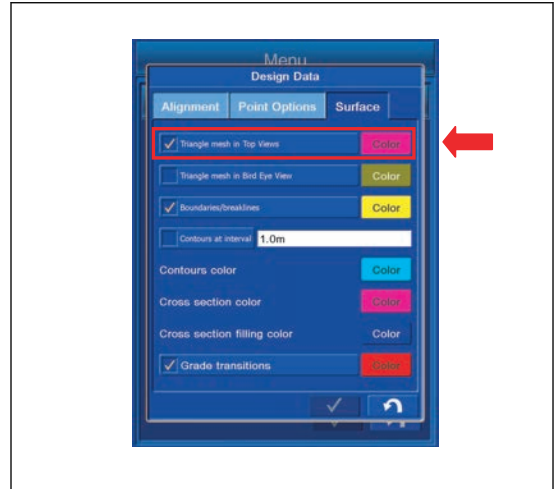 Menu
Design Data
Alignment Point Options Surface
Triangle mesh in Top Views Color
Triangle mesh in Bird Eye View Color
Boundaries/breaklines Color
Contours at interval 1.0m
Contours color Color
Cross section color Color
Cross section filling color Color
Grade transitions Color